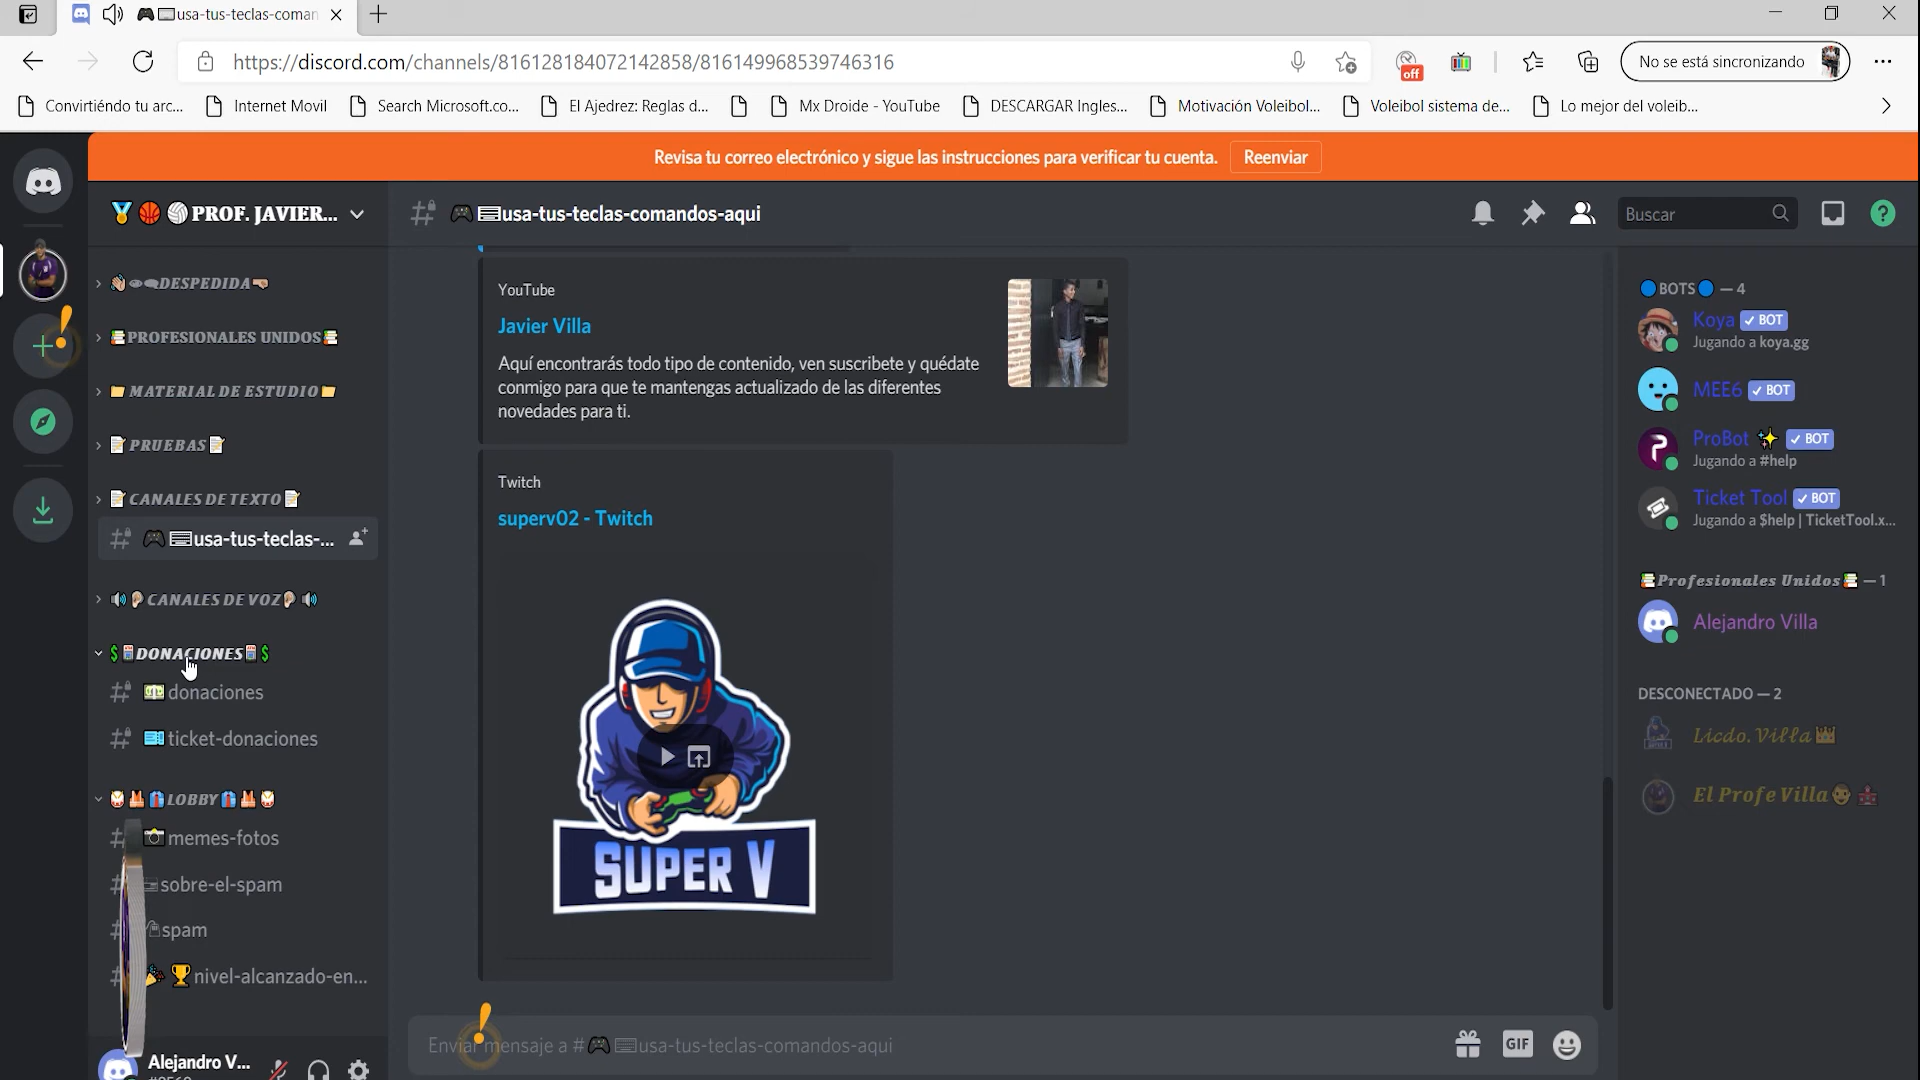 usa-tus-teclas-coman
https://discord.com/channels/816128184072142858/816149968539746316
off
No se está sincronizando
Convirtiéndo tu arc...
Internet Movil
Search Microsoft.co...
El Ajedrez: Reglas d...
Mx Droide - YouTube
DESCARGAR Ingles...
Motivación Voleibol...
Voleibol sistema de...
Lo mejor del voleib...
Revisa tu correo electrónico y sigue las instrucciones para verificar tu cuenta.
Reenviar
PROF. JAVIER...
usa-tus-teclas-comandos-aqui
Buscar
DESPEDIDA
PROFESIONALES UNIDOS
MATERIAL DE ESTUDIO
PRUEBAS
CANALES DE TEXTO
usa-tus-teclas-...
CANALES DE VOZ
$ DONACIONES $
donaciones
ticket-donaciones
LOBBY
memes-fotos
sobre-el-spam
spam
nivel-alcanzado-en...
Alejandro V...
YouTube
Javier Villa
Aquí encontrarás todo tipo de contenido, ven suscribete y quédate
conmigo para que te mantengas actualizado de las diferentes
novedades para ti.
Twitch
superv02 - Twitch
SUPER V
Enviar mensaje a # usa-tus-teclas-comandos-aqui
GIF
BOTS — 4
Koya ✓ BOT
Jugando a koya.gg
MEE6 ✓ BOT
ProBot ✨ ✓ BOT
Jugando a #help
Ticket Tool ✓ BOT
Jugando a $help | TicketTool.x...
Profesionales Unidos — 1
Alejandro Villa
DESCONECTADO — 2
Licdo. Villa
El Profe Villa